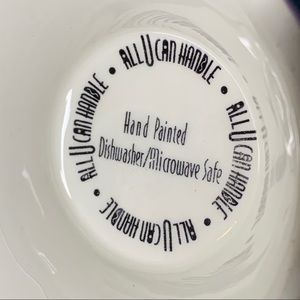 ALL U CAN HANDLE • ALL U CAN HANDLE • ALL U CAN HANDLE • ALL U CAN HANDLE •
Hand Painted
Dishwasher/Microwave Safe